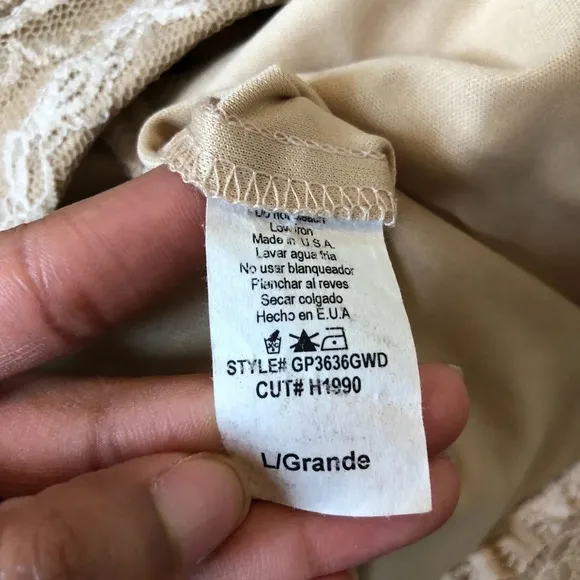 Do not bleach
Low iron
Made in U.S.A.
Lavar agua fria
No usar blanqueador
Planchar al reves
Secar colgado
Hecho en E.U.A
STYLE# GP3636GWD
CUT# H1990
L/Grande